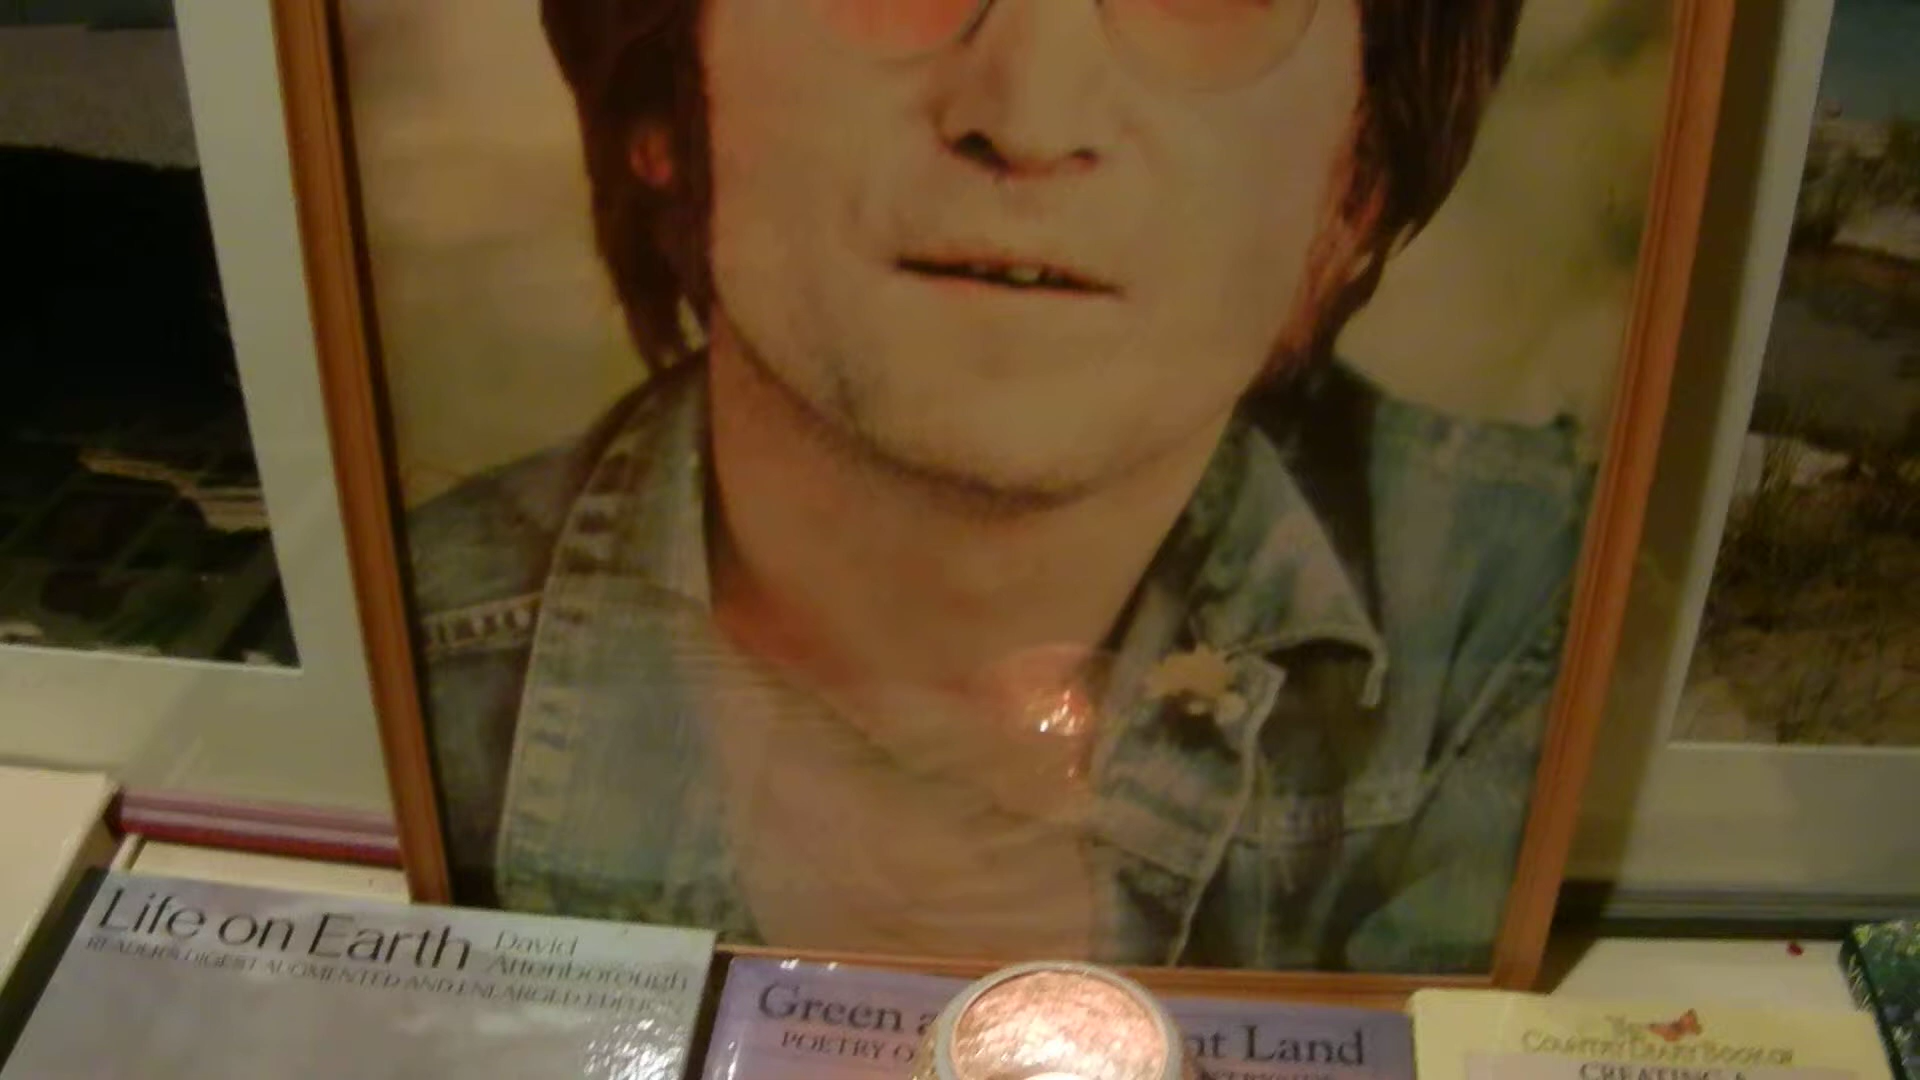 Life on Earth David
Attenborough
READER'S DIGEST AUGMENTED AND ENLARGED EDITION
Green a
nt Land
POETRY O
The
COUNTRY DIARY BOOK OF
CREATING A